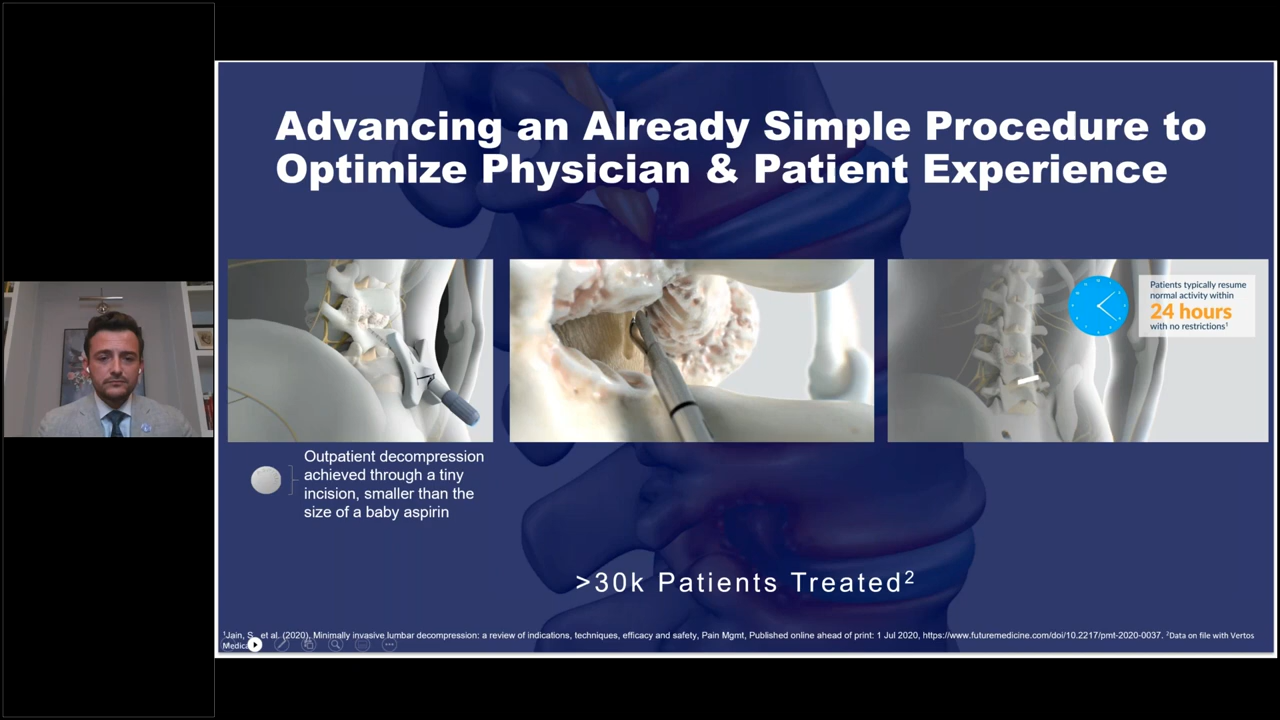 Advancing an Already Simple Procedure to
Optimize Physician & Patient Experience
Patients typically resume
normal activity within
24 hours
with no restrictions¹
Outpatient decompression
achieved through a tiny
incision, smaller than the
size of a baby aspirin
>30k Patients Treated²
¹Jain, S., et al. (2020). Minimally invasive lumbar decompression: a review of indications, techniques, efficacy and safety, Pain Mgmt, Published online ahead of print: 1 Jul 2020, https://www.futuremedicine.com/doi/10.2217/pmt-2020-0037. ²Data on file with Vertos